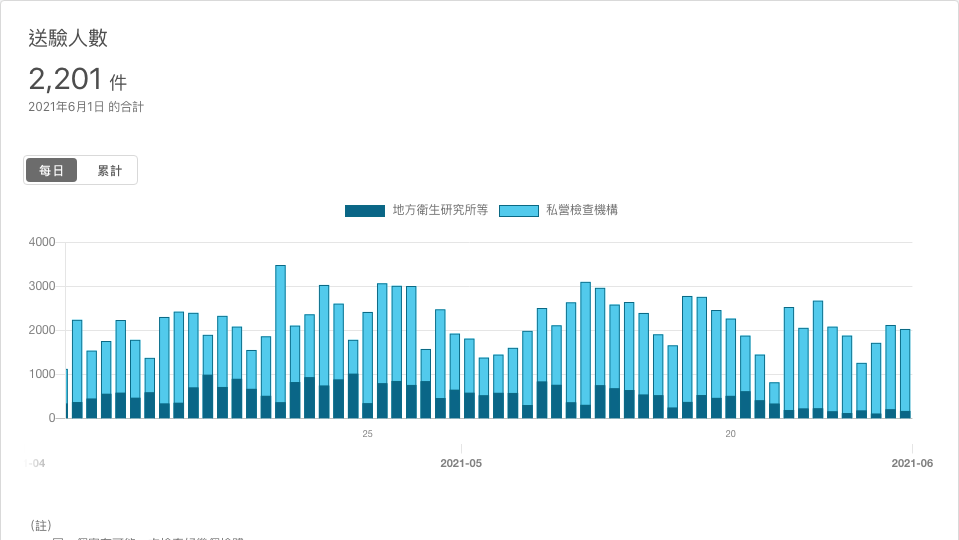 送驗人數
2,201 件
2021年6月1日 的合計
每日 累計
地方衛生研究所等 私營檢查機構
4000
3000
2000
1000
0
25 20
-04 2021-05 2021-06
（註）